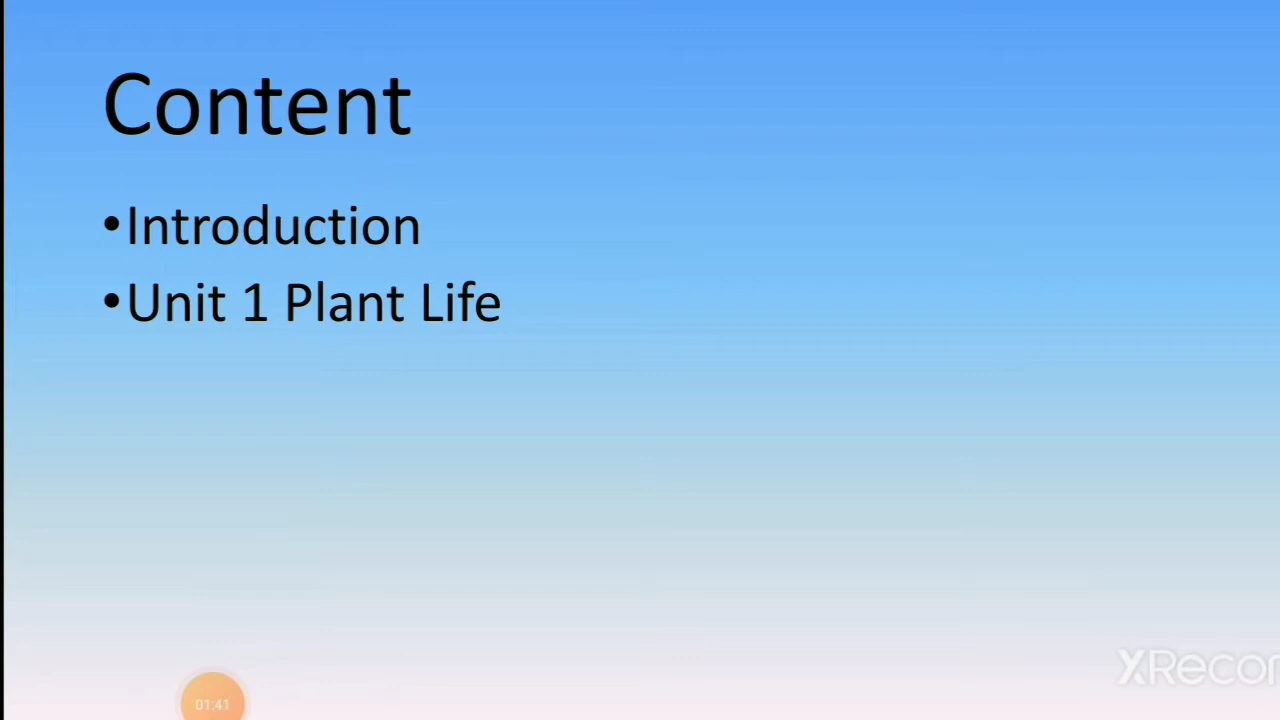 Content
•Introduction
•Unit 1 Plant Life
01:41
XRecor